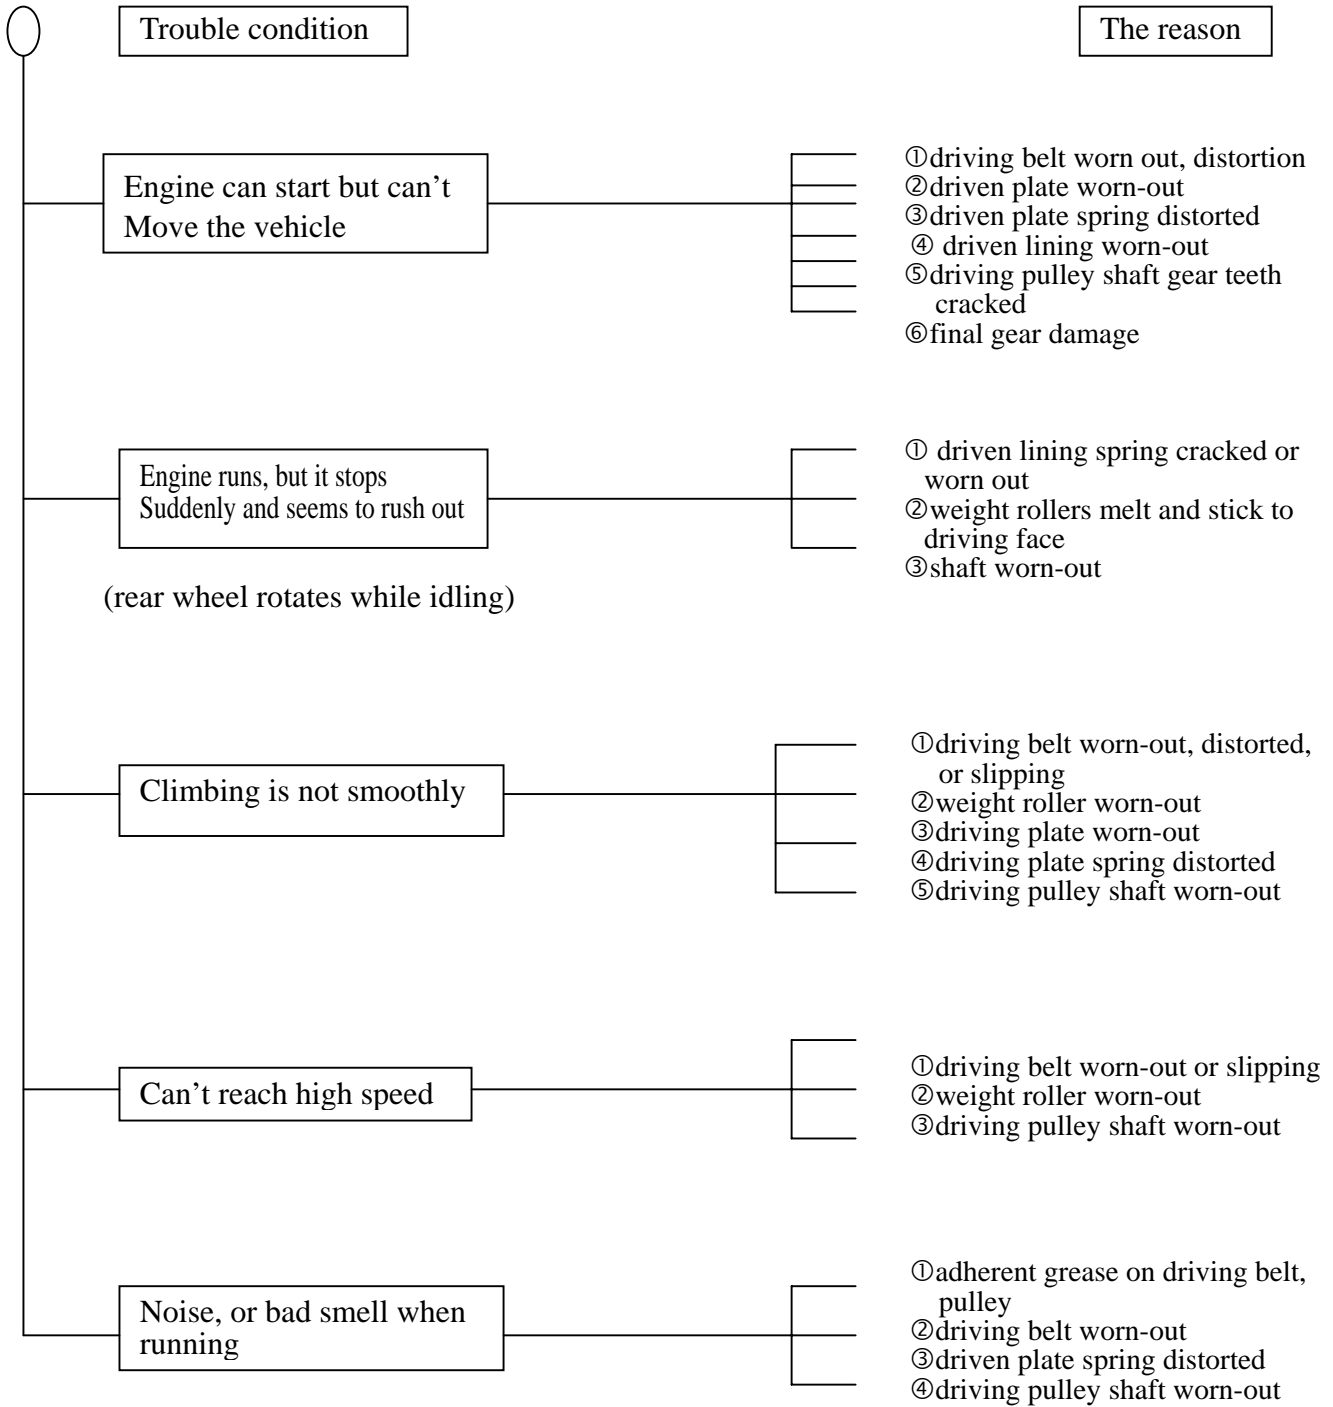 Trouble condition
The reason
Engine can start but can't
Move the vehicle
①driving belt worn out, distortion
②driven plate worn-out
③driven plate spring distorted
④ driven lining worn-out
⑤driving pulley shaft gear teeth
cracked
⑥final gear damage
Engine runs, but it stops
Suddenly and seems to rush out
(rear wheel rotates while idling)
① driven lining spring cracked or
worn out
②weight rollers melt and stick to
driving face
③shaft worn-out
Climbing is not smoothly
①driving belt worn-out, distorted,
or slipping
②weight roller worn-out
③driving plate worn-out
④driving plate spring distorted
⑤driving pulley shaft worn-out
Can't reach high speed
①driving belt worn-out or slipping
②weight roller worn-out
③driving pulley shaft worn-out
Noise, or bad smell when
running
①adherent grease on driving belt,
pulley
②driving belt worn-out
③driven plate spring distorted
④driving pulley shaft worn-out